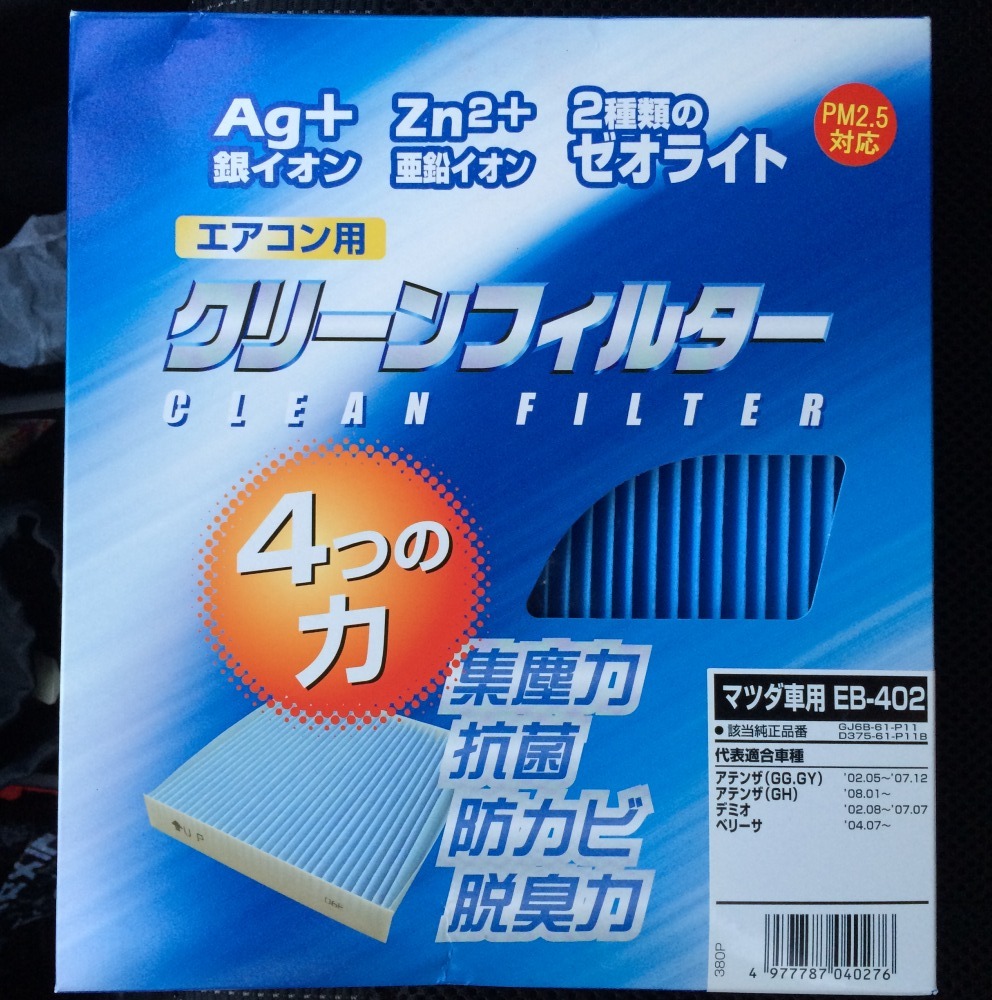 Ag+ Zn2+ 2種類の
銀イオン 亜鉛イオン ゼオライト
PM2.5
対応
エアコン用
クリーンフィルター
CLEAN FILTER
4つの
力
集塵力
抗菌
防カビ
脱臭力
UP
マツダ車用 EB-402
●該当純正品番 GJ6B-61-P11
D375-61-P11B
代表適合車種
アテンザ(GG.GY) '02.05~'07.12
アテンザ(GH) '08.01~
デミオ '02.08~'07.07
ベリーサ '04.07~
380P
4 977787 040276